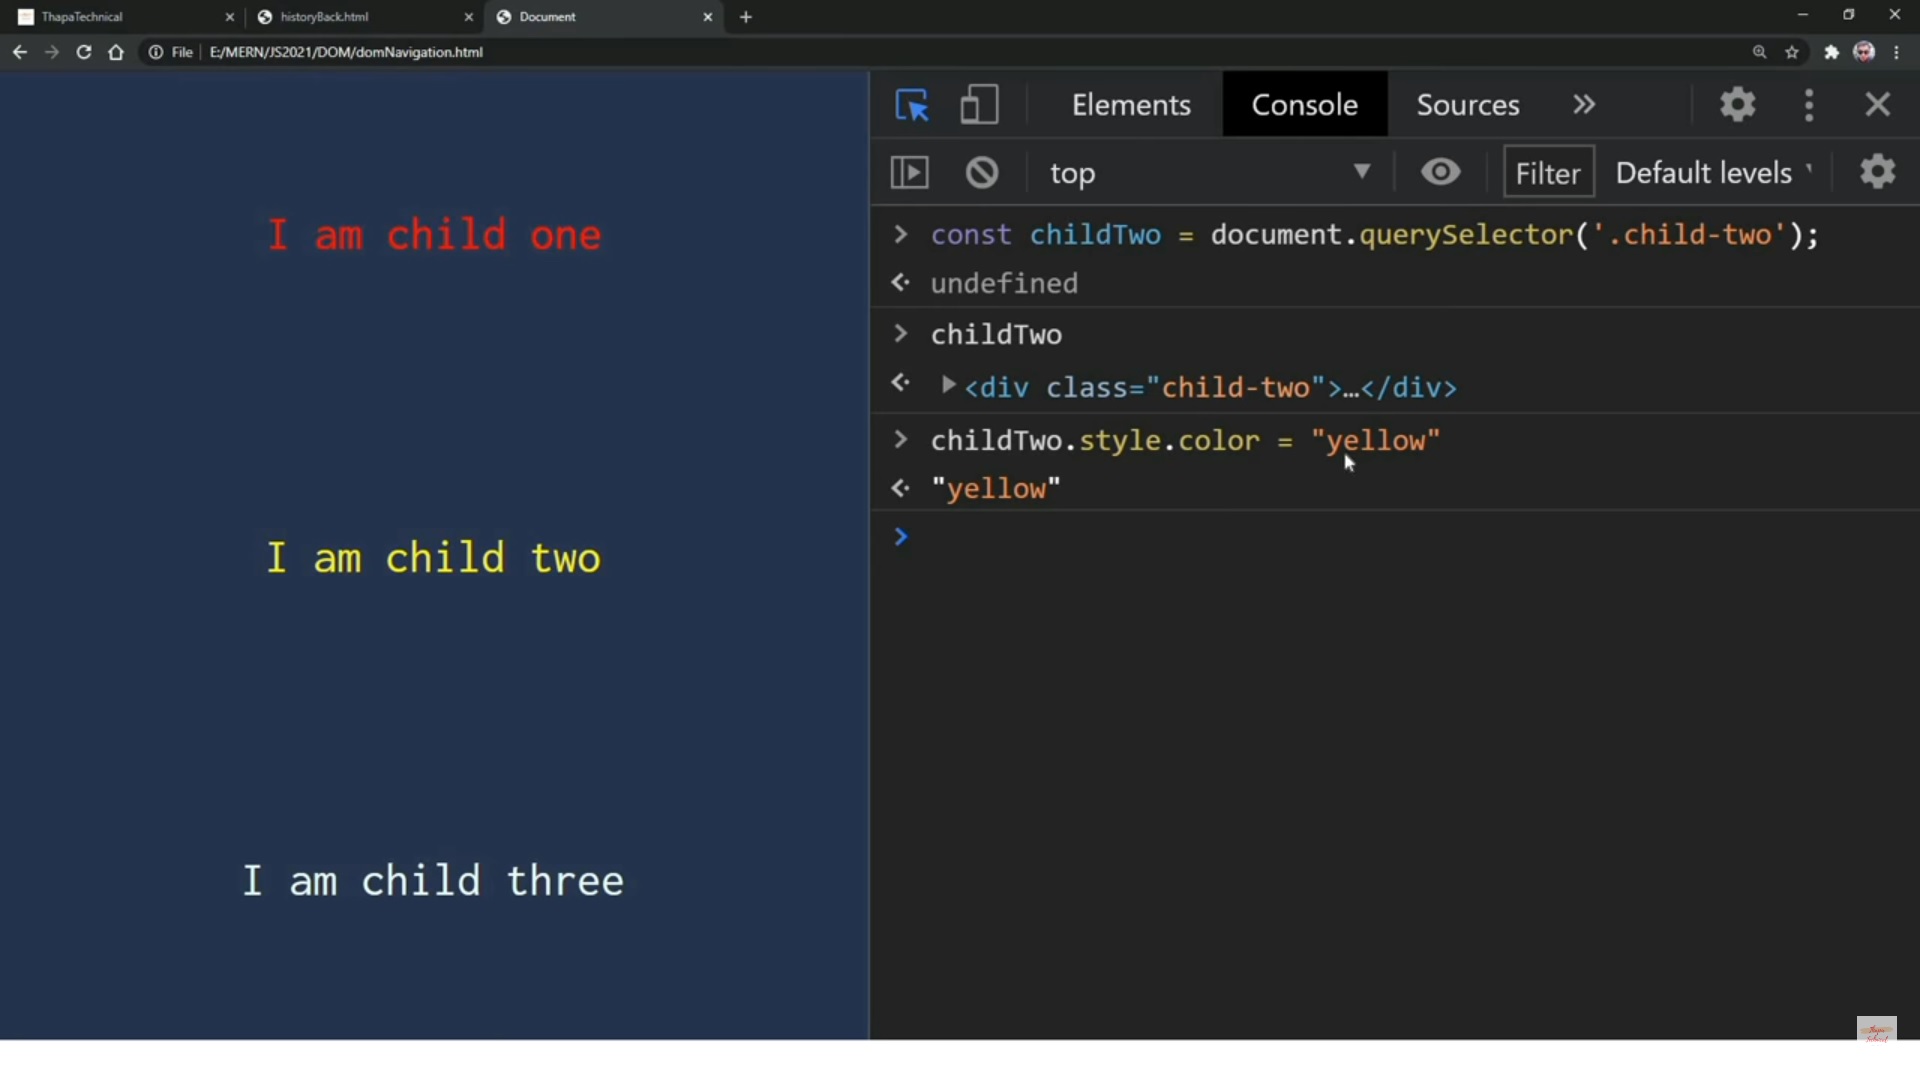 ThapaTechnical
historyBack.html
Document
File
E:/MERN/JS2021/DOM/domNavigation.html
Elements
Console
Sources
top
Filter
Default levels
const childTwo = document.querySelector('.child-two');
undefined
childTwo
<div class="child-two">…</div>
childTwo.style.color = "yellow"
"yellow"
I am child one
I am child two
I am child three